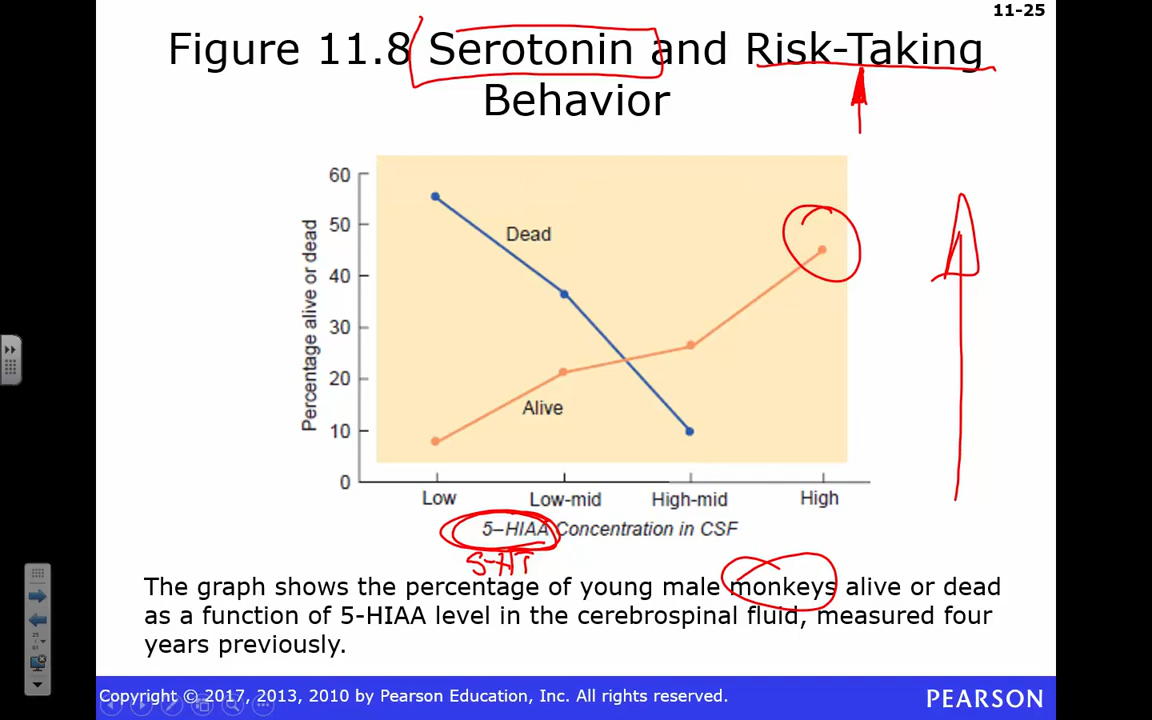 11-25
Figure 11.8 Serotonin and Risk-Taking
Behavior
60
50
40
30
20
10
0
Percentage alive or dead
Dead
Alive
Low
Low-mid
High-mid
High
5–HIAA Concentration in CSF
5-HT
The graph shows the percentage of young male monkeys alive or dead
as a function of 5-HIAA level in the cerebrospinal fluid, measured four
years previously.
Copyright © 2017, 2013, 2010 by Pearson Education, Inc. All rights reserved.
PEARSON